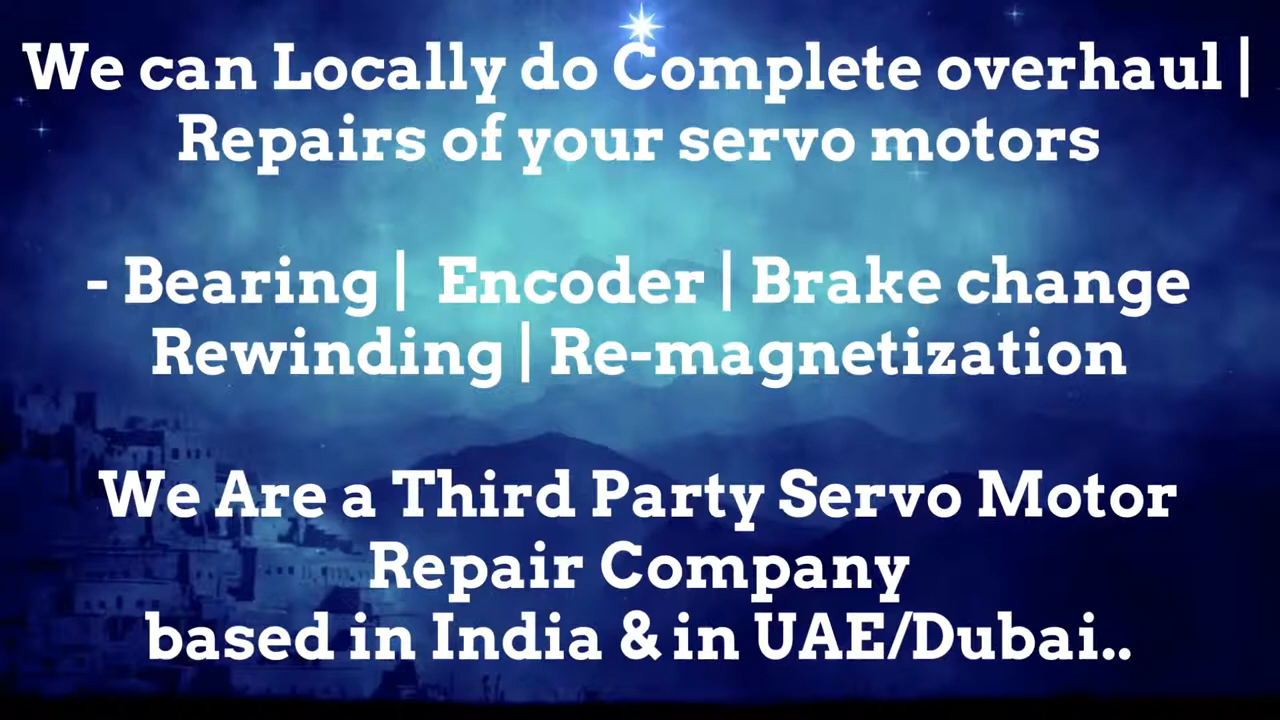 We can Locally do Complete overhaul |
Repairs of your servo motors
- Bearing | Encoder | Brake change
Rewinding | Re-magnetization
We Are a Third Party Servo Motor
Repair Company
based in India & in UAE/Dubai..